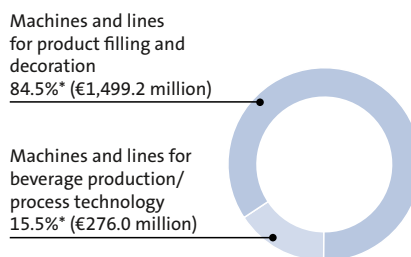 Machines and lines
for product filling and
decoration
84.5%* (€1,499.2 million)
Machines and lines for
beverage production/
process technology
15.5%* (€276.0 million)